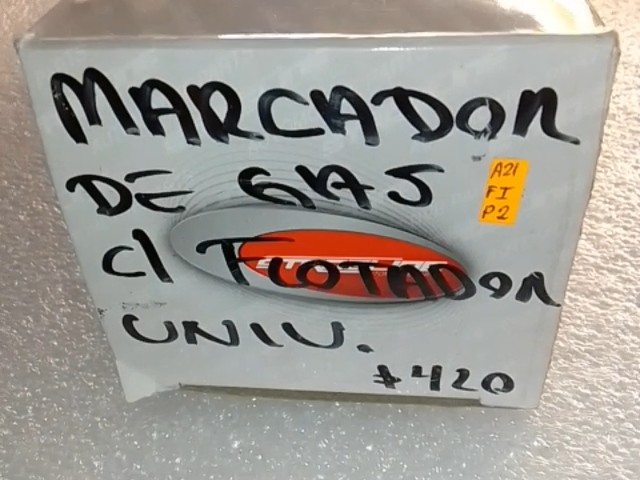 MARCADOR
DE GAS
C/ FLOTADOR
UNIV.
$420
A21
FI
P2